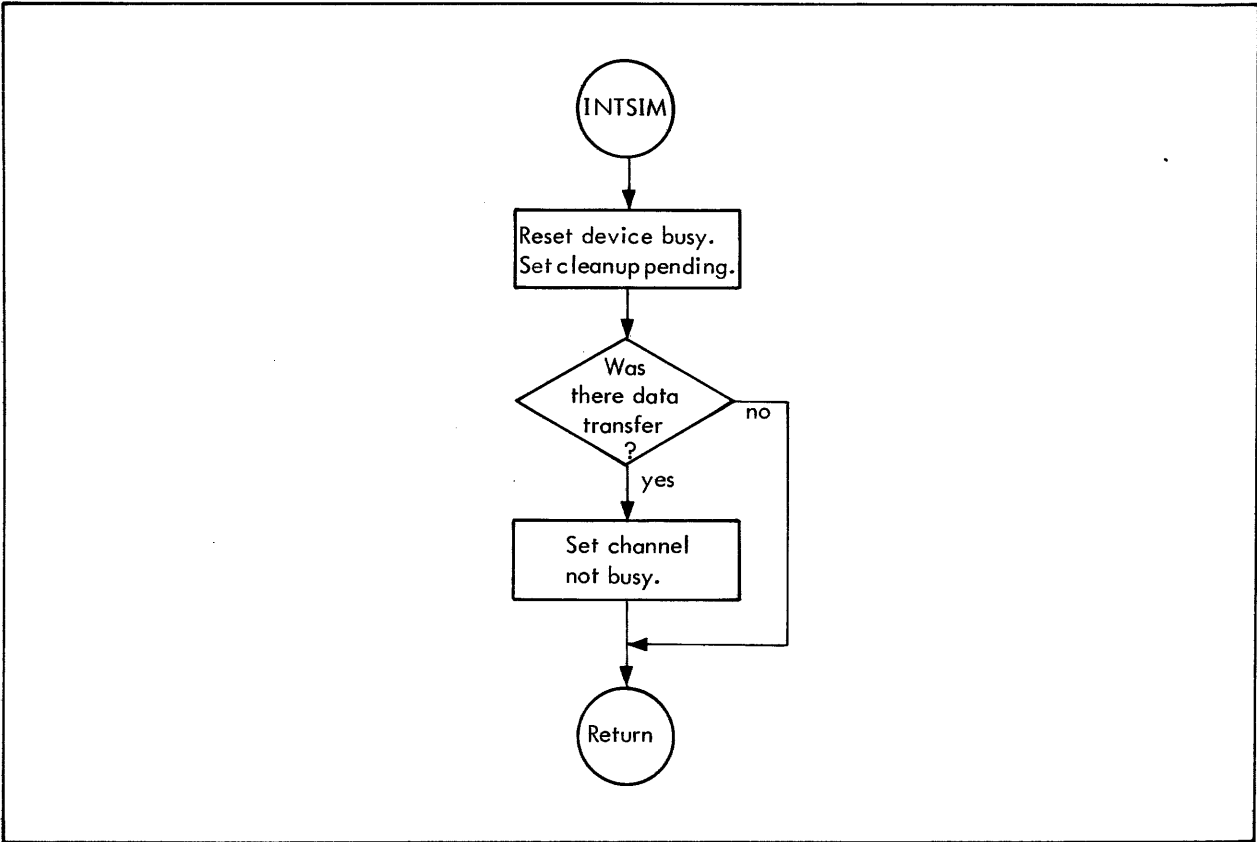 INTSIM
Reset device busy.
Set cleanup pending.
Was
there data
transfer
?
no
yes
Set channel
not busy.
Return